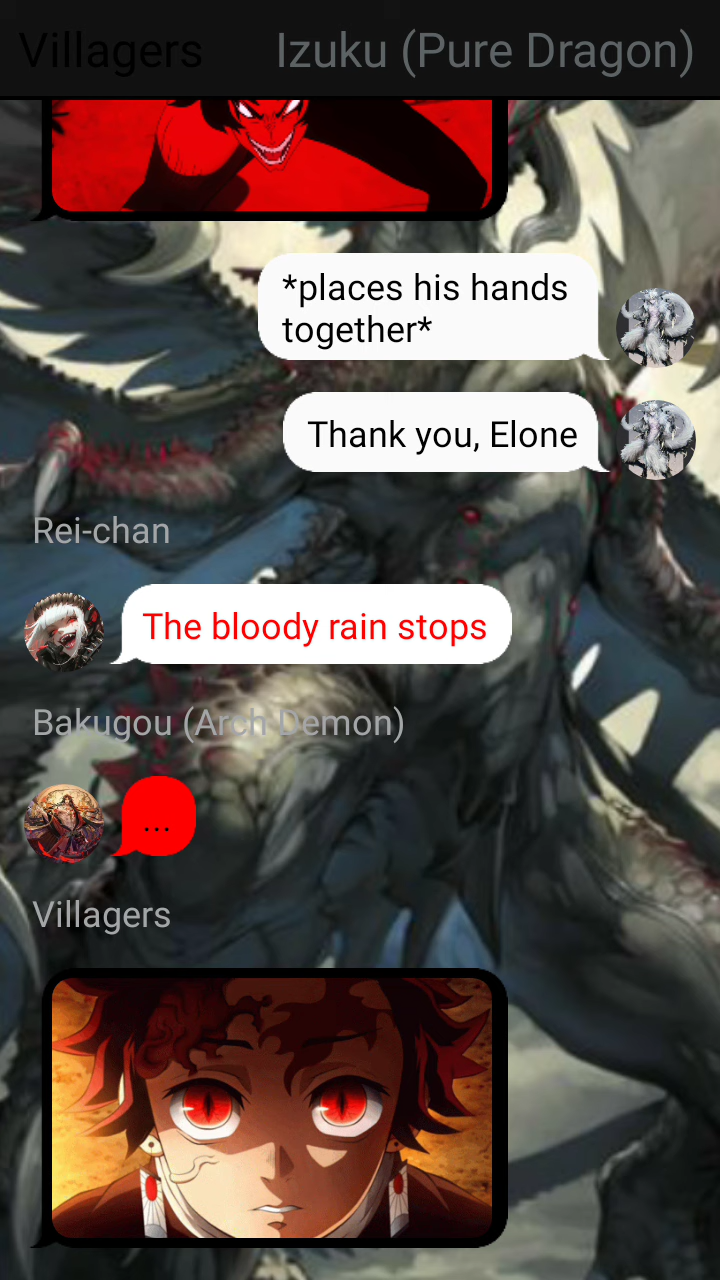 Villagers
Izuku (Pure Dragon)
*places his hands
together*
Thank you, Elone
Rei-chan
The bloody rain stops
Bakugou (Arch Demon)
...
Villagers